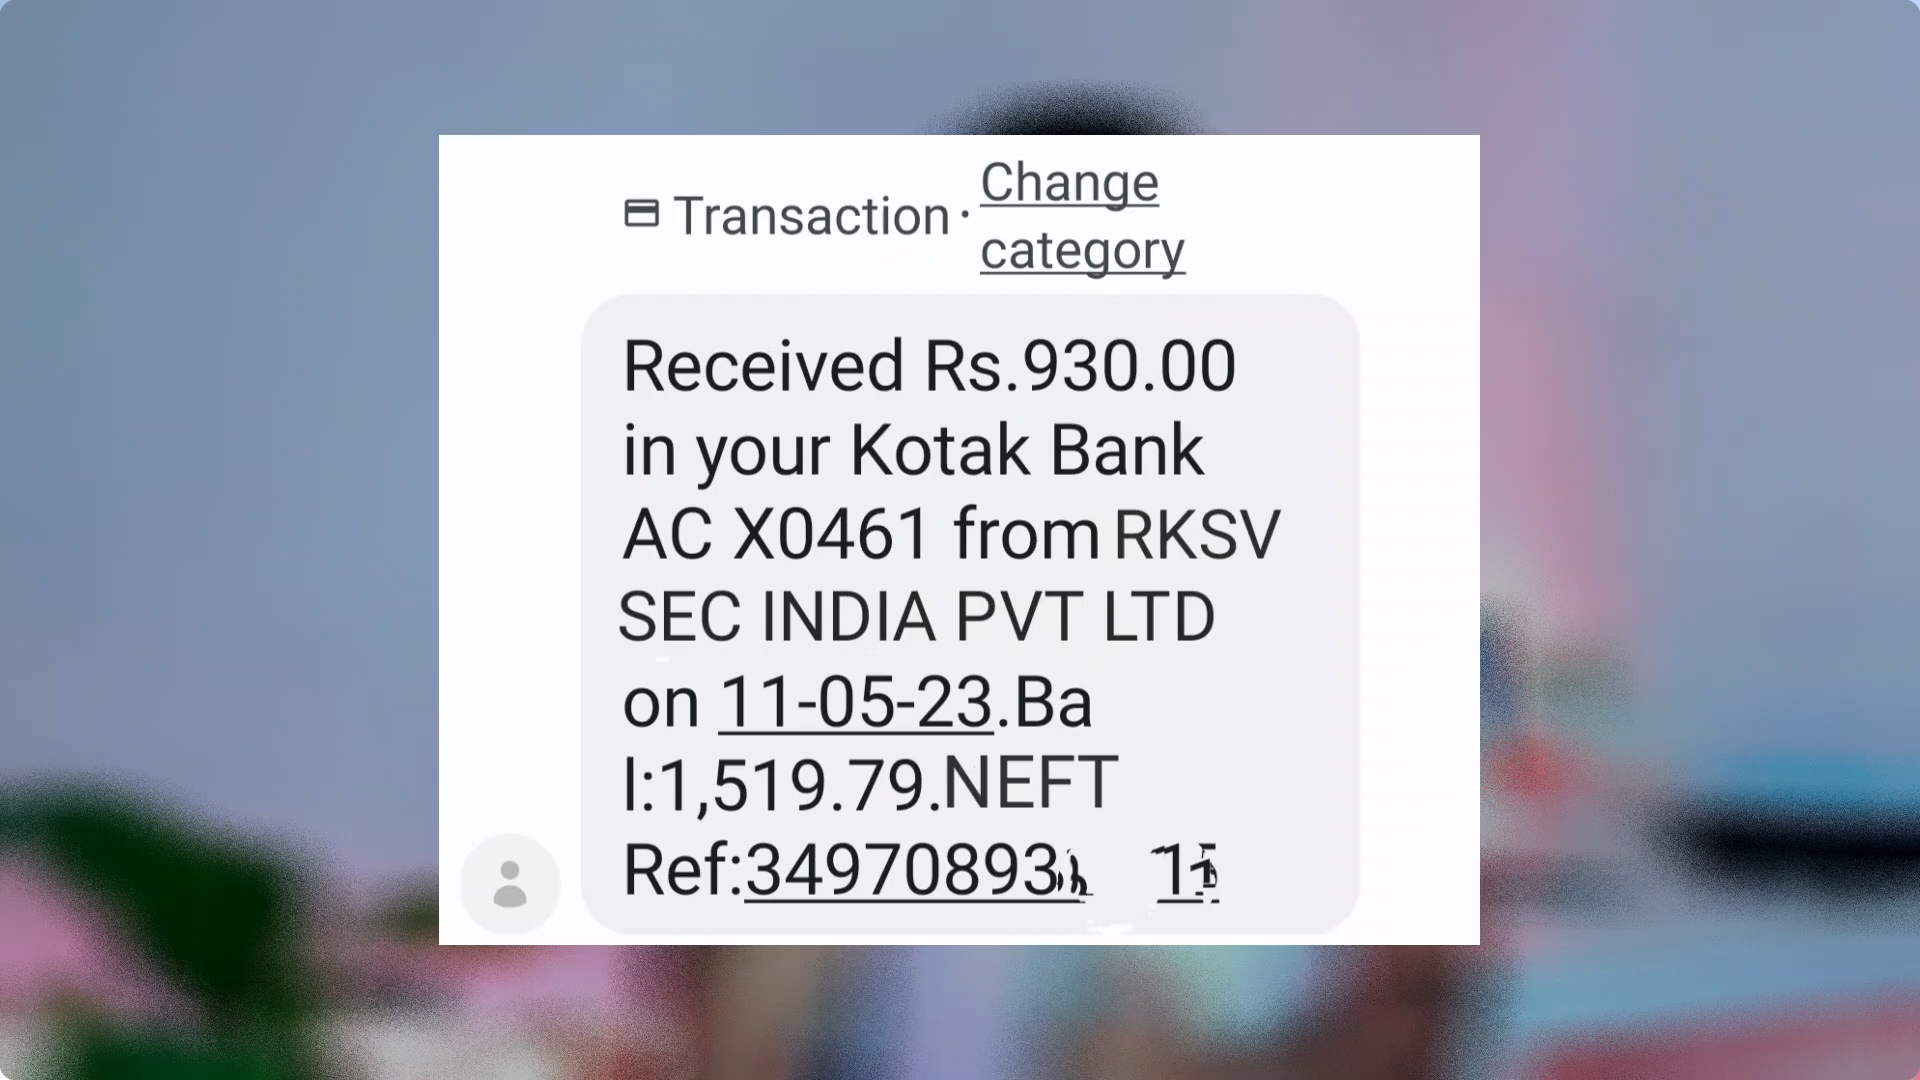 Transaction · Change
category
Received Rs.930.00
in your Kotak Bank
AC X0461 from RKSV
SEC INDIA PVT LTD
on 11-05-23.Ba
l:1,519.79.NEFT
Ref:34970893